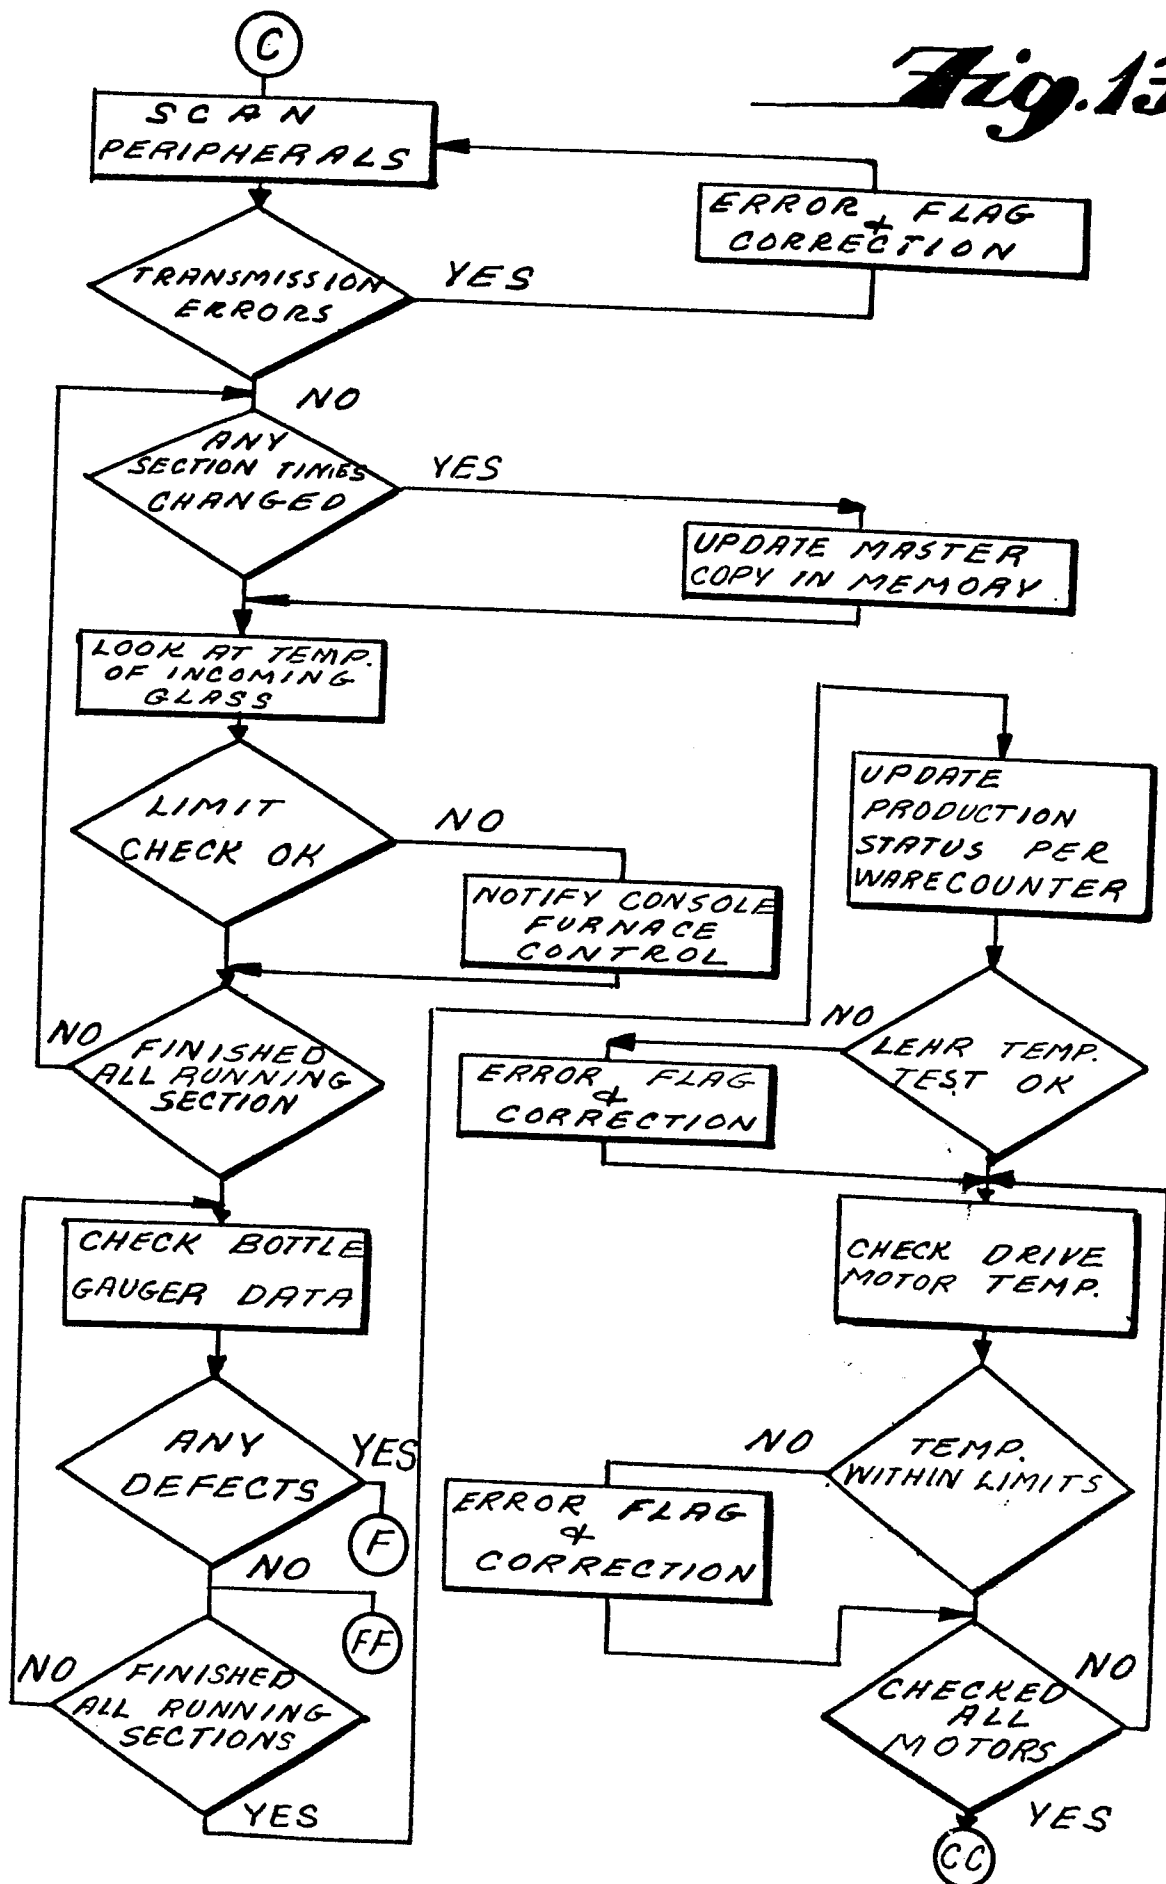 C
Fig. 13
SCAN
PERIPHERALS
ERROR & FLAG
CORRECTION
TRANSMISSION
ERRORS
YES
NO
ANY
SECTION TIMES
CHANGED
YES
UPDATE MASTER
COPY IN MEMORY
LOOK AT TEMP.
OF INCOMING
GLASS
LIMIT
CHECK OK
NO
NOTIFY CONSOLE
FURNACE
CONTROL
FINISHED
ALL RUNNING
SECTION
NO
CHECK BOTTLE
GAUGER DATA
ANY
DEFECTS
YES
F
NO
FF
FINISHED
ALL RUNNING
SECTIONS
NO
YES
UPDATE
PRODUCTION
STATUS PER
WARECOUNTER
LEHR TEMP.
TEST OK
NO
ERROR FLAG
&
CORRECTION
CHECK DRIVE
MOTOR TEMP.
TEMP.
WITHIN LIMITS
NO
ERROR FLAG
&
CORRECTION
CHECKED
ALL
MOTORS
NO
YES
CC